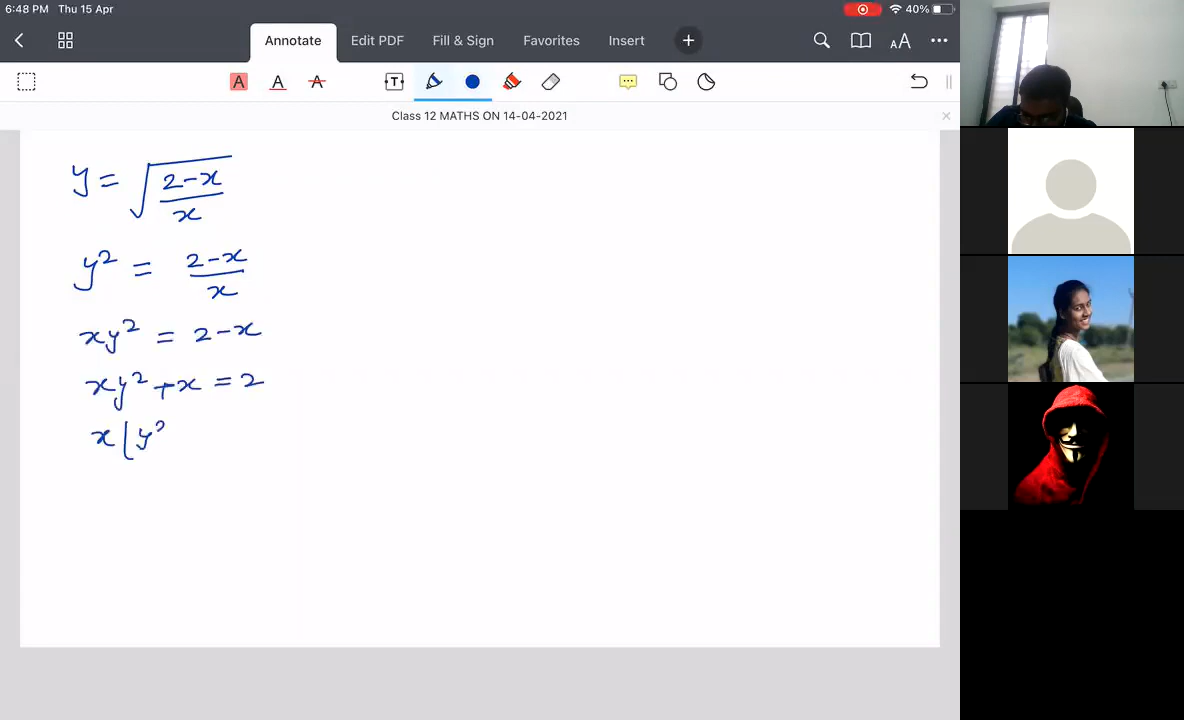 6:48 PM Thu 15 Apr
40%
Annotate Edit PDF Fill & Sign Favorites Insert
Class 12 MATHS ON 14-04-2021
y = √((2-x)/x)
y² = (2-x)/x
xy² = 2-x
xy² + x = 2
x(y²